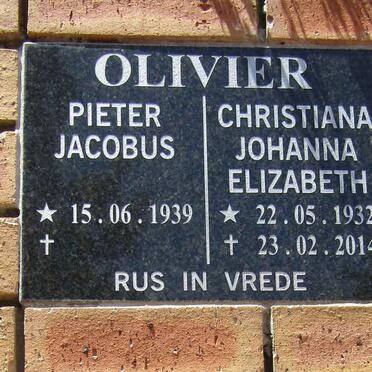 OLIVIER
PIETER
JACOBUS
★ 15.06.1939
✝
CHRISTIANA
JOHANNA
ELIZABETH
★ 22.05.1932
✝ 23.02.2014
RUS IN VREDE